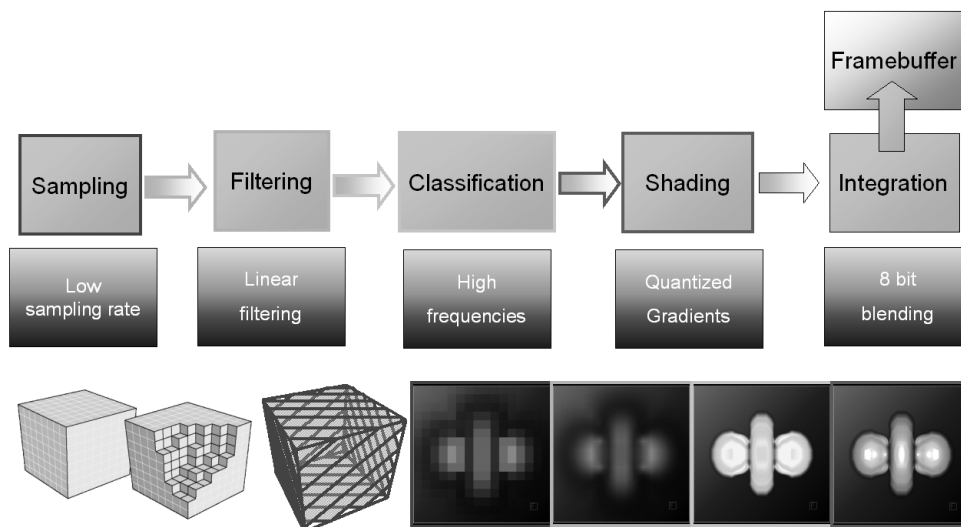 Framebuffer
Sampling
Filtering
Classification
Shading
Integration
Low
sampling rate
Linear
filtering
High
frequencies
Quantized
Gradients
8 bit
blending